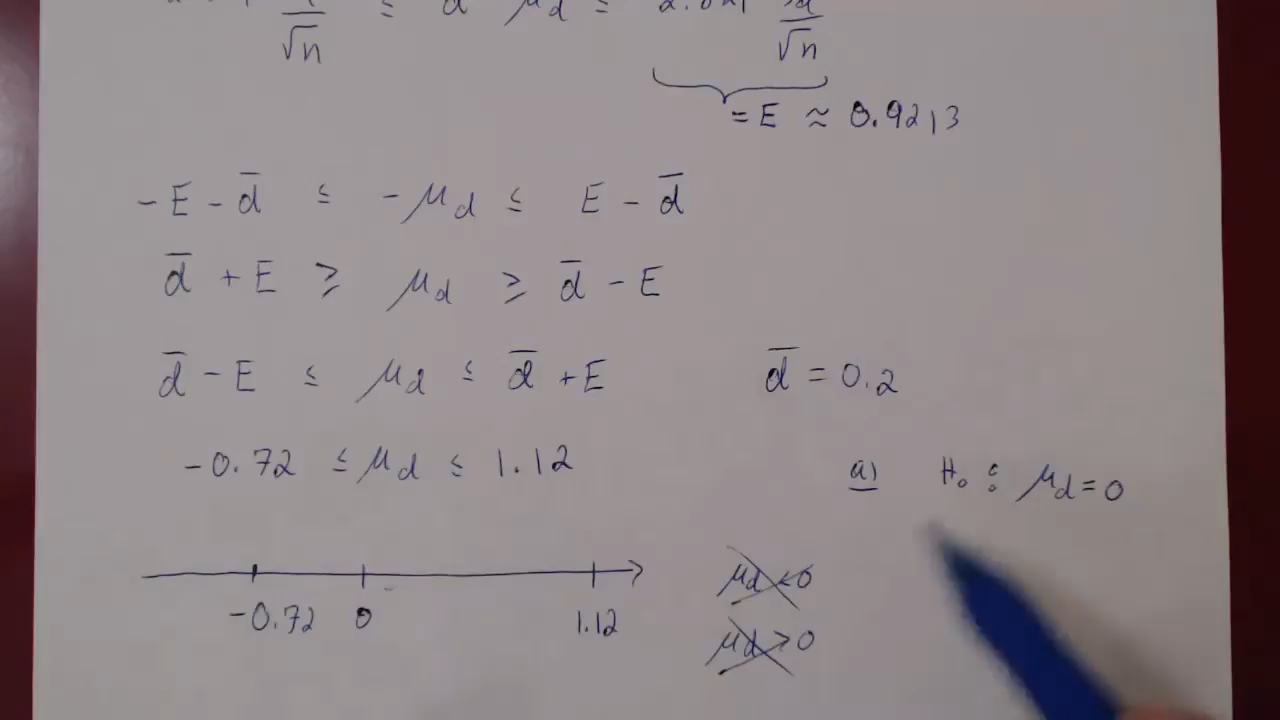 √n √n
= E ≈ 0.9213
-E - d̄ ≤ -μd ≤ E - d̄
d̄ + E ≥ μd ≥ d̄ - E
d̄ - E ≤ μd ≤ d̄ + E
d̄ = 0.2
-0.72 ≤ μd ≤ 1.12
a) H₀ : μd = 0
μd < 0
-0.72 0 1.12
μd > 0